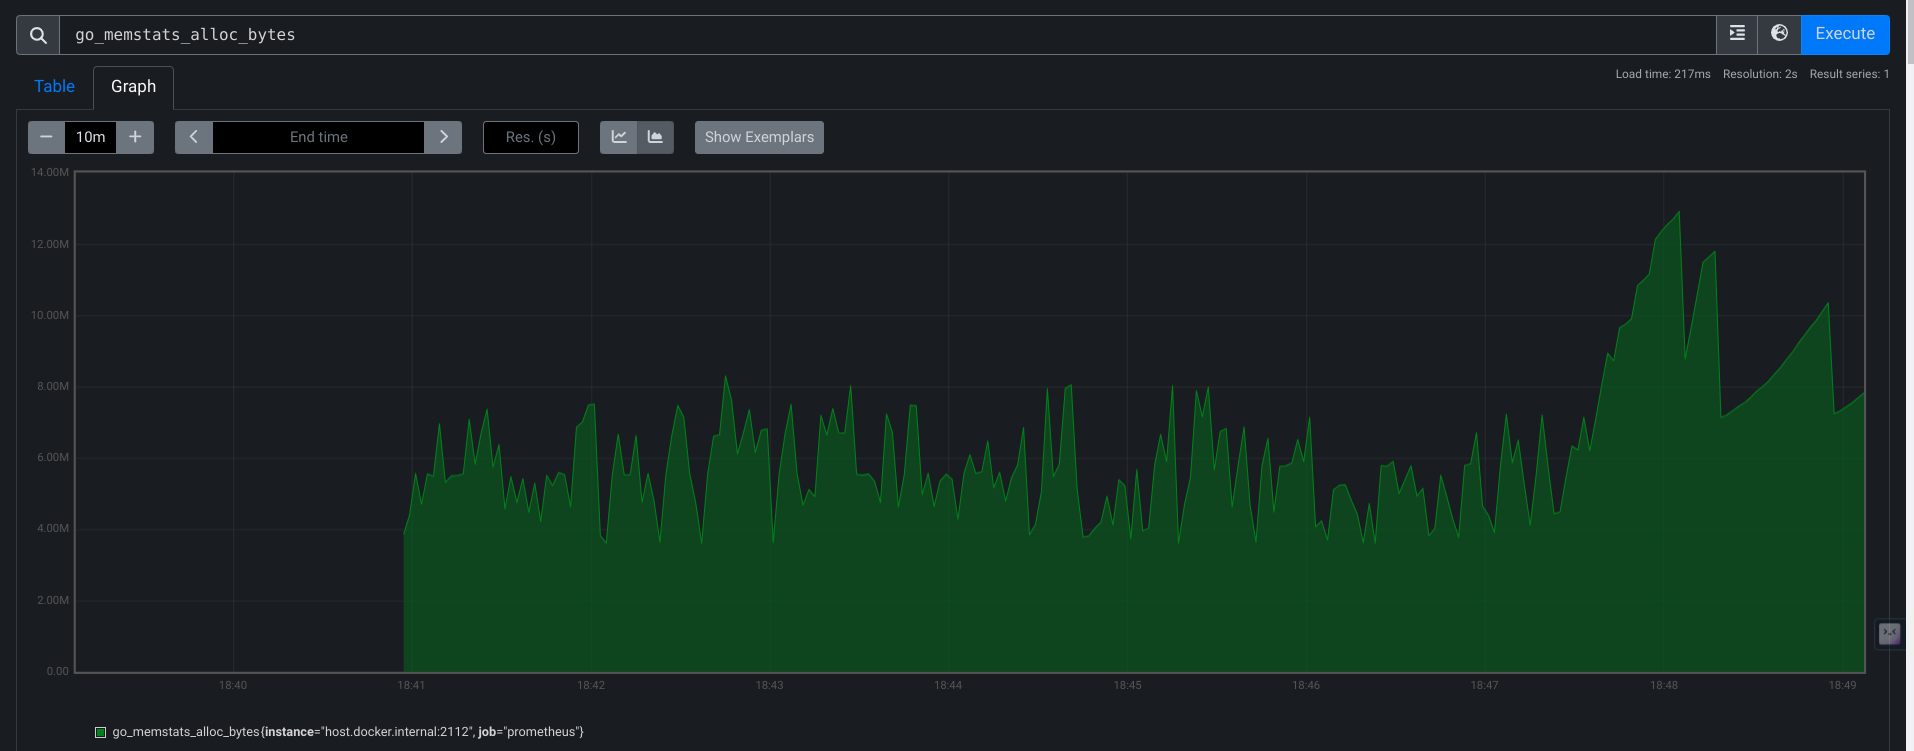 go_memstats_alloc_bytes
Execute
Table
Graph
Load time: 217ms Resolution: 2s Result series: 1
10m
End time
Res. (s)
Show Exemplars
14.00M
12.00M
10.00M
8.00M
6.00M
4.00M
2.00M
0.00
18:40 18:41 18:42 18:43 18:44 18:45 18:46 18:47 18:48 18:49
go_memstats_alloc_bytes{instance="host.docker.internal:2112", job="prometheus"}